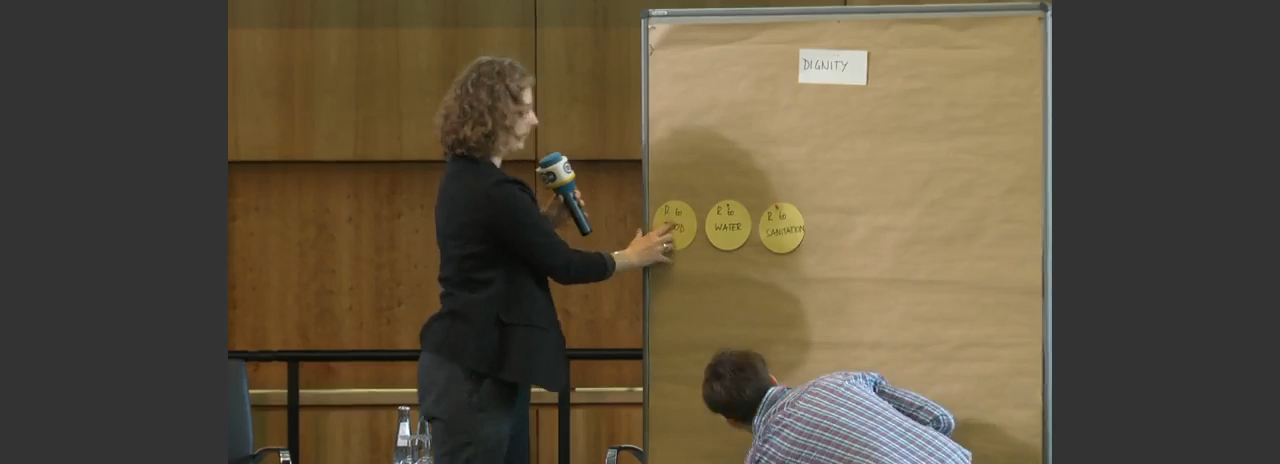 DIGNITY
R to
R to
WATER
R to
SANITATION